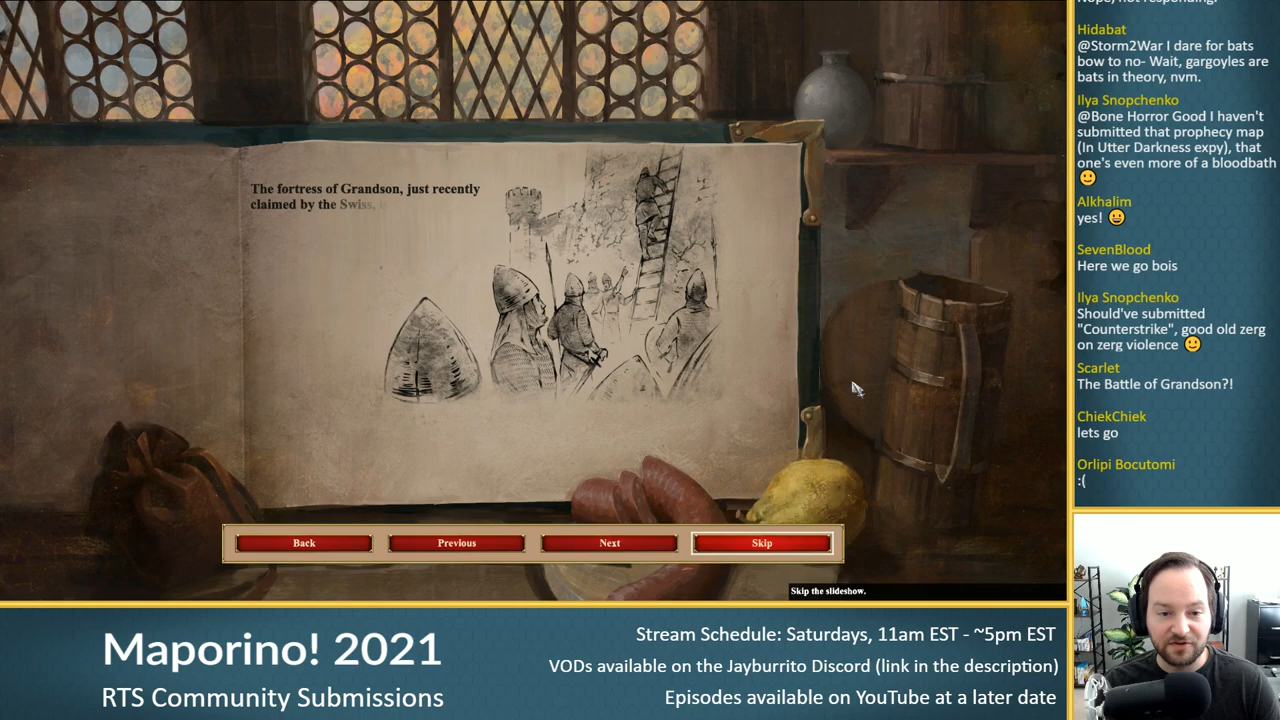 The fortress of Grandson, just recently
claimed by the Swiss,
Back
Previous
Next
Skip
Skip the slideshow.
Hidabat
@Storm2War I dare for bats
bow to no- Wait, gargoyles are
bats in theory, nvm.
Ilya Snopchenko
@Bone Horror Good I haven't
submitted that prophecy map
(In Utter Darkness expy), that
one's even more of a bloodbath
Alkhalim
yes!
SevenBlood
Here we go bois
Ilya Snopchenko
Should've submitted
"Counterstrike", good old zerg
on zerg violence
Scarlet
The Battle of Grandson?!
ChiekChiek
lets go
Orlipi Bocutomi
:(
Maporino! 2021
RTS Community Submissions
Stream Schedule: Saturdays, 11am EST - ~5pm EST
VODs available on the Jayburrito Discord (link in the description)
Episodes available on YouTube at a later date